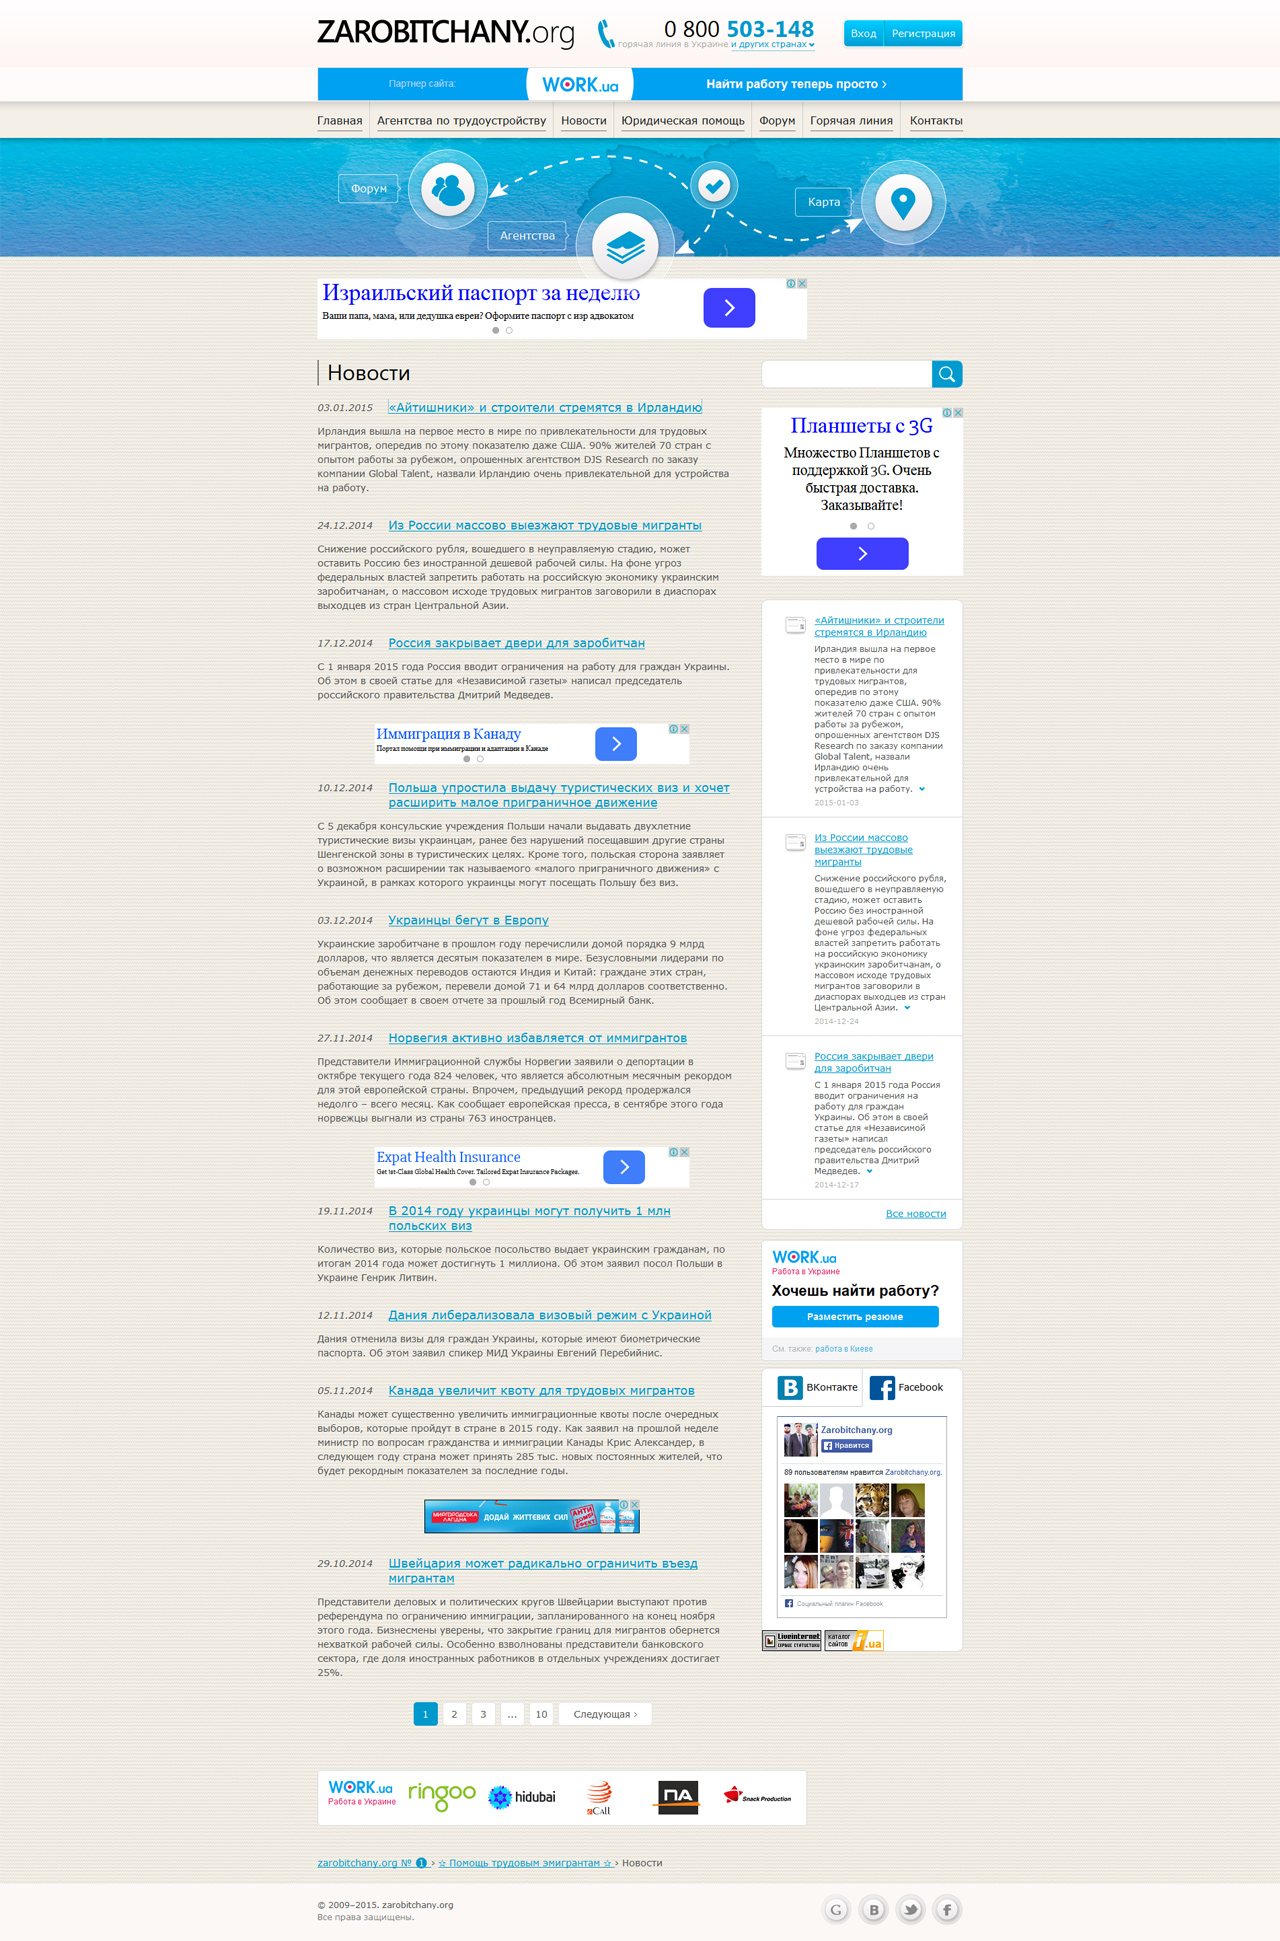 ZAROBITCHANY.org
0 800 503-148
горячая линия в Украине и других странах
Вход
Регистрация
Партнер сайта:
WORK.ua
Найти работу теперь просто ›
Главная
Агентства по трудоустройству
Новости
Юридическая помощь
Форум
Горячая линия
Контакты
Форум
Агентства
Карта
Израильский паспорт за неделю
Ваши папа, мама, или дедушка евреи? Оформите паспорт с изр адвокатом
Новости
03.01.2015 «Айтишники» и строители стремятся в Ирландию
Ирландия вышла на первое место в мире по привлекательности для трудовых
мигрантов, опередив по этому показателю даже США. 90% жителей 70 стран с
опытом работы за рубежом, опрошенных агентством DJS Research по заказу
компании Global Talent, назвали Ирландию очень привлекательной для устройства
на работу.
24.12.2014 Из России массово выезжают трудовые мигранты
Снижение российского рубля, вошедшего в неуправляемую стадию, может
оставить Россию без иностранной дешевой рабочей силы. На фоне угроз
федеральных властей запретить работать на российскую экономику украинским
заробитчанам, о массовом исходе трудовых мигрантов заговорили в диаспорах
выходцев из стран Центральной Азии.
17.12.2014 Россия закрывает двери для заробитчан
С 1 января 2015 года Россия вводит ограничения на работу для граждан Украины.
Об этом в своей статье для «Независимой газеты» написал председатель
российского правительства Дмитрий Медведев.
Иммиграция в Канаду
Портал помощи при иммиграции и адаптации в Канаде
10.12.2014 Польша упростила выдачу туристических виз и хочет
расширить малое приграничное движение
С 5 декабря консульские учреждения Польши начали выдавать двухлетние
туристические визы украинцам, ранее без нарушений посещавшим другие страны
Шенгенской зоны в туристических целях. Кроме того, польская сторона заявляет
о возможном расширении так называемого «малого приграничного движения» с
Украиной, в рамках которого украинцы могут посещать Польшу без виз.
03.12.2014 Украинцы бегут в Европу
Украинские заробитчане в прошлом году перечислили домой порядка 9 млрд
долларов, что является десятым показателем в мире. Безусловными лидерами по
объемам денежных переводов остаются Индия и Китай: граждане этих стран,
работающие за рубежом, перевели домой 71 и 64 млрд долларов соответственно.
Об этом сообщает в своем отчете за прошлый год Всемирный банк.
27.11.2014 Норвегия активно избавляется от иммигрантов
Представители Иммиграционной службы Норвегии заявили о депортации в
октябре текущего года 824 человек, что является абсолютным месячным рекордом
для этой европейской страны. Впрочем, предыдущий рекорд продержался
недолго – всего месяц. Как сообщает европейская пресса, в сентябре этого года
норвежцы выгнали из страны 763 иностранцев.
Expat Health Insurance
Get 1st-Class Global Health Cover. Tailored Expat Insurance Packages.
19.11.2014 В 2014 году украинцы могут получить 1 млн
польских виз
Количество виз, которые польское посольство выдает украинским гражданам, по
итогам 2014 года может достигнуть 1 миллиона. Об этом заявил посол Польши в
Украине Генрик Литвин.
12.11.2014 Дания либерализовала визовый режим с Украиной
Дания отменила визы для граждан Украины, которые имеют биометрические
паспорта. Об этом заявил спикер МИД Украины Евгений Перебийнис.
05.11.2014 Канада увеличит квоту для трудовых мигрантов
Канады может существенно увеличить иммиграционные квоты после очередных
выборов, которые пройдут в стране в 2015 году. Как заявил на прошлой неделе
министр по вопросам гражданства и иммиграции Канады Крис Александер, в
следующем году страна может принять 285 тыс. новых постоянных жителей, что
будет рекордным показателем за последние годы.
МИРГОРОДСЬКА ЛАГІДНА ДОДАЙ ЖИТТЄВИХ СИЛ АНТИ ZOMBI ЕФЕКТ!
29.10.2014 Швейцария может радикально ограничить въезд
мигрантам
Представители деловых и политических кругов Швейцарии выступают против
референдума по ограничению иммиграции, запланированного на конец ноября
этого года. Бизнесмены уверены, что закрытие границ для мигрантов обернется
нехваткой рабочей силы. Особенно взволнованы представители банковского
сектора, где доля иностранных работников в отдельных учреждениях достигает
25%.
1 2 3 ... 10 Следующая ›
Планшеты с 3G
Множество Планшетов с
поддержкой 3G. Очень
быстрая доставка.
Заказывайте!
«Айтишники» и строители
стремятся в Ирландию
Ирландия вышла на первое
место в мире по
привлекательности для
трудовых мигрантов,
опередив по этому
показателю даже США. 90%
жителей 70 стран с опытом
работы за рубежом,
опрошенных агентством DJS
Research по заказу компании
Global Talent, назвали
Ирландию очень
привлекательной для
устройства на работу.
2015-01-03
Из России массово
выезжают трудовые
мигранты
Снижение российского рубля,
вошедшего в неуправляемую
стадию, может оставить
Россию без иностранной
дешевой рабочей силы. На
фоне угроз федеральных
властей запретить работать
на российскую экономику
украинским заробитчанам, о
массовом исходе трудовых
мигрантов заговорили в
диаспорах выходцев из стран
Центральной Азии.
2014-12-24
Россия закрывает двери
для заробитчан
С 1 января 2015 года Россия
вводит ограничения на
работу для граждан
Украины. Об этом в своей
статье для «Независимой
газеты» написал
председатель российского
правительства Дмитрий
Медведев.
2014-12-17
Все новости
WORK.ua
Работа в Украине
Хочешь найти работу?
Разместить резюме
См. также: работа в Киеве
ВКонтакте
Facebook
Zarobitchany.org
Нравится
89 пользователям нравится Zarobitchany.org.
Социальный плагин Facebook
Liveinternet
сервис статистики
каталог
сайтов
i.ua
WORK.ua
Работа в Украине
ringoo
hidubai
aCall
ПА
Snack Production
zarobitchany.org № 1 › ☆ Помощь трудовым эмигрантам ☆ › Новости
© 2009–2015. zarobitchany.org
Все права защищены.